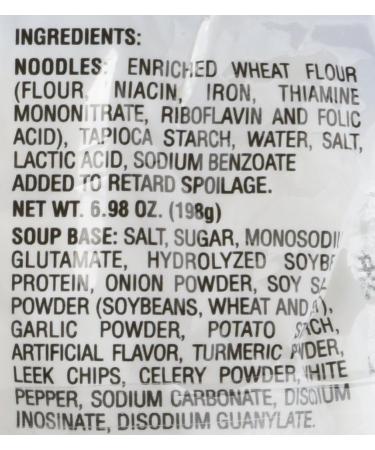 INGREDIENTS:
NOODLES: ENRICHED WHEAT FLOUR
(FLOUR, NIACIN, IRON, THIAMINE
MONONITRATE, RIBOFLAVIN AND FOLIC
ACID), TAPIOCA STARCH, WATER, SALT,
LACTIC ACID, SODIUM BENZOATE
ADDED TO RETARD SPOILAGE.
NET WT. 6.98 OZ. (198g)
SOUP BASE: SALT, SUGAR,
GLUTAMATE, HYDROLYZED
PROTEIN, ONION POWDER, SOY
POWDER (SOYBEANS, WHEAT AND
GARLIC POWDER, POTATO
ARTIFICIAL FLAVOR, TURMERIC
LEEK CHIPS, CELERY POWDER,
PEPPER, SODIUM CARBONATE, DISODIUM
INOSINATE, DISODIUM GUANYLATE.